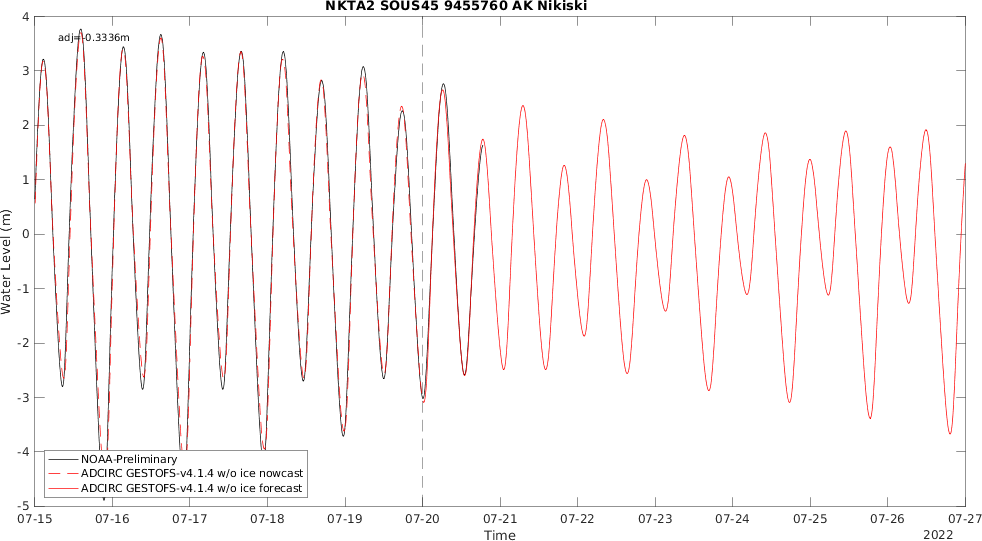 NKTA2 SOUS45 9455760 AK Nikiski
adj=-0.3336m
Water Level (m)
4
3
2
1
0
-1
-2
-3
-4
-5
NOAA-Preliminary
ADCIRC GESTOFS-v4.1.4 w/o ice nowcast
ADCIRC GESTOFS-v4.1.4 w/o ice forecast
07-15 07-16 07-17 07-18 07-19 07-20 07-21 07-22 07-23 07-24 07-25 07-26 07-27
Time
2022